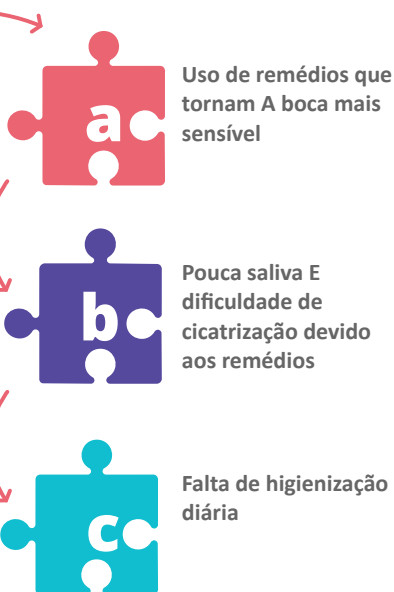 a
Uso de remédios que
tornam A boca mais
sensível
b
Pouca saliva E
dificuldade de
cicatrização devido
aos remédios
c
Falta de higienização
diária